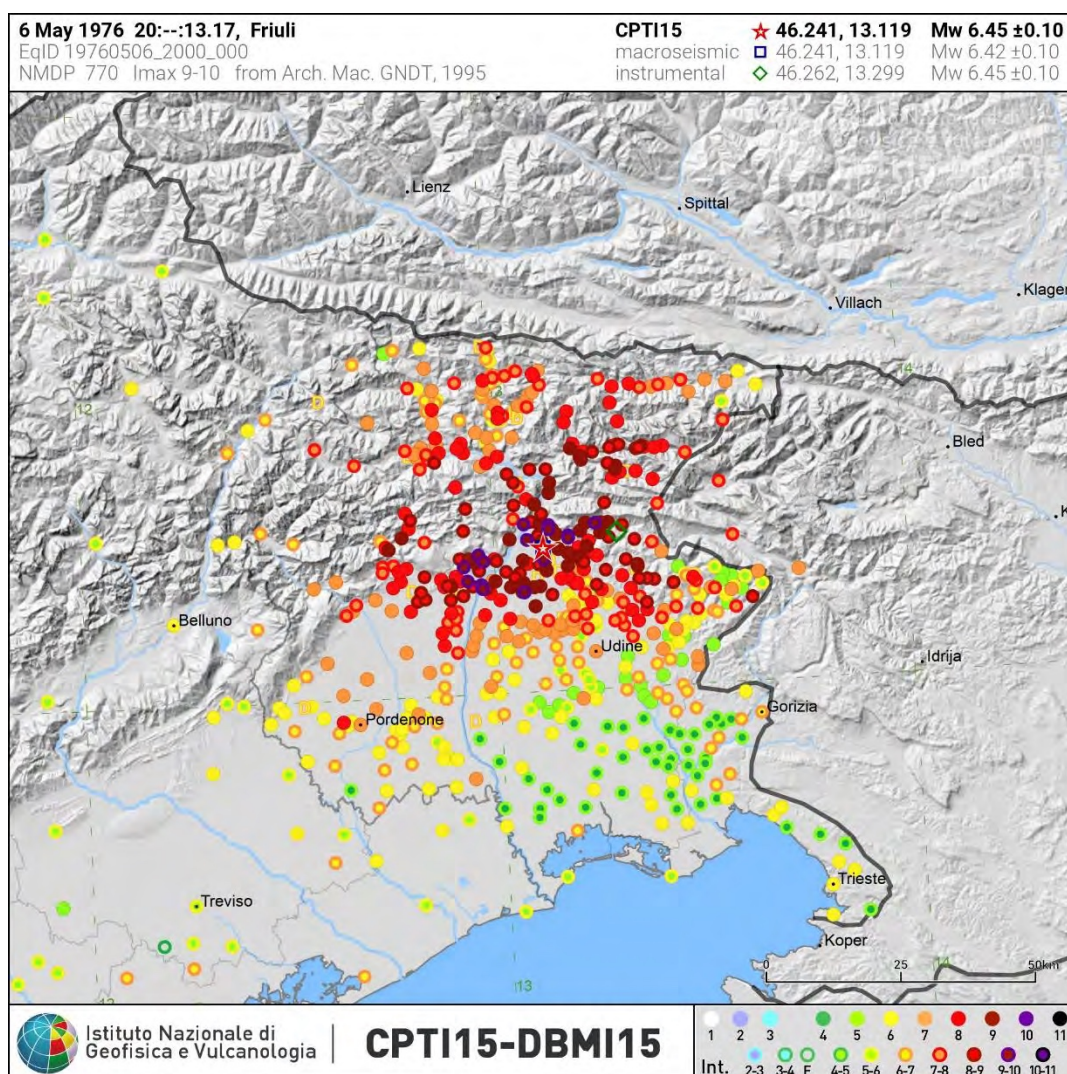 6 May 1976 20:--:13.17, Friuli
EqID 19760506_2000_000
NMDP 770 Imax 9-10 from Arch. Mac. GNDT, 1995
CPTI15 46.241, 13.119 Mw 6.45 ±0.10
macroseismic 46.241, 13.119 Mw 6.42 ±0.10
instrumental 46.262, 13.299 Mw 6.45 ±0.10
Lienz
Spittal
Klagen
Villach
14
12
13
Bled
K
D
D
Belluno
Udine
Idrija
D
D
Pordenone
Gorizia
Treviso
Trieste
Koper
0 25 50km
12
13
14
Istituto Nazionale di
Geofisica e Vulcanologia
CPTI15-DBMI15
1 2 3 4 5 6 7 8 9 10 11
Int. 2-3 3-4 F 4-5 5-6 6-7 7-8 8-9 9-10 10-11